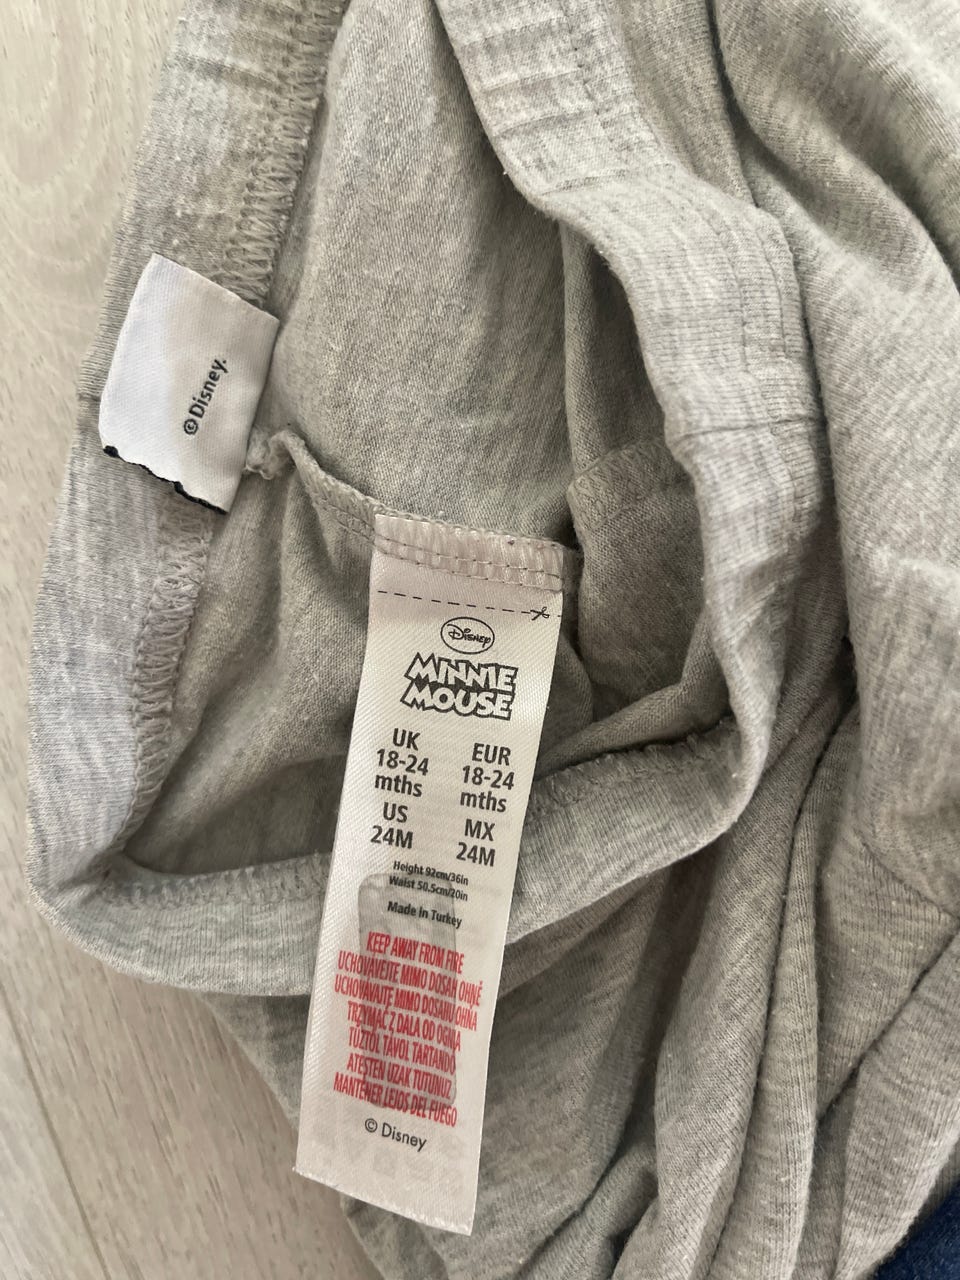 ©Disney.
Disney
MINNIE
MOUSE
UK
18-24
mths
US
24M
EUR
18-24
mths
MX
24M
Height 92cm/36in
Waist 50.5cm/20in
Made in Turkey
KEEP AWAY FROM FIRE
UCHOVÁVEJTE MIMO DOSAH OHNĚ
UCHOVÁVAJTE MIMO DOSAHU OHŇA
TRZYMAĆ Z DALA OD OGNIA
TŰZTŐL TÁVOL TARTANDÓ
ATEŞTEN UZAK TUTUNUZ
MANTENER LEJOS DEL FUEGO
© Disney